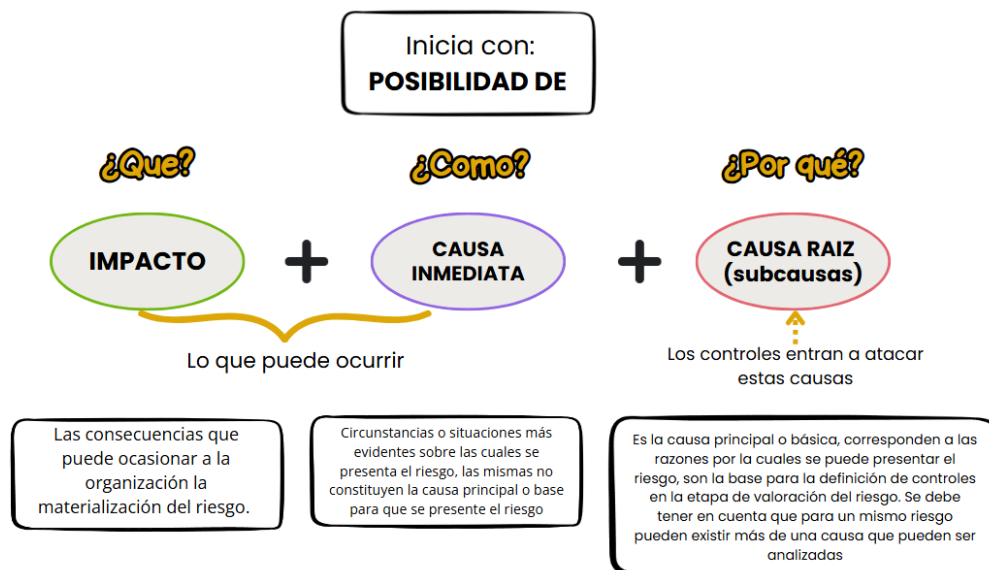 Inicia con:
POSIBILIDAD DE
¿Que?
¿Como?
¿Por qué?
IMPACTO
CAUSA
INMEDIATA
CAUSA RAIZ
(subcausas)
Lo que puede ocurrir
Los controles entran a atacar
estas causas
Las consecuencias que
puede ocasionar a la
organización la
materialización del riesgo.
Circunstancias o situaciones más
evidentes sobre las cuales se
presenta el riesgo, las mismas no
constituyen la causa principal o base
para que se presente el riesgo
Es la causa principal o básica, corresponden a las
razones por la cuales se puede presentar el
riesgo, son la base para la definición de controles
en la etapa de valoración del riesgo. Se debe
tener en cuenta que para un mismo riesgo
pueden existir más de una causa que pueden ser
analizadas